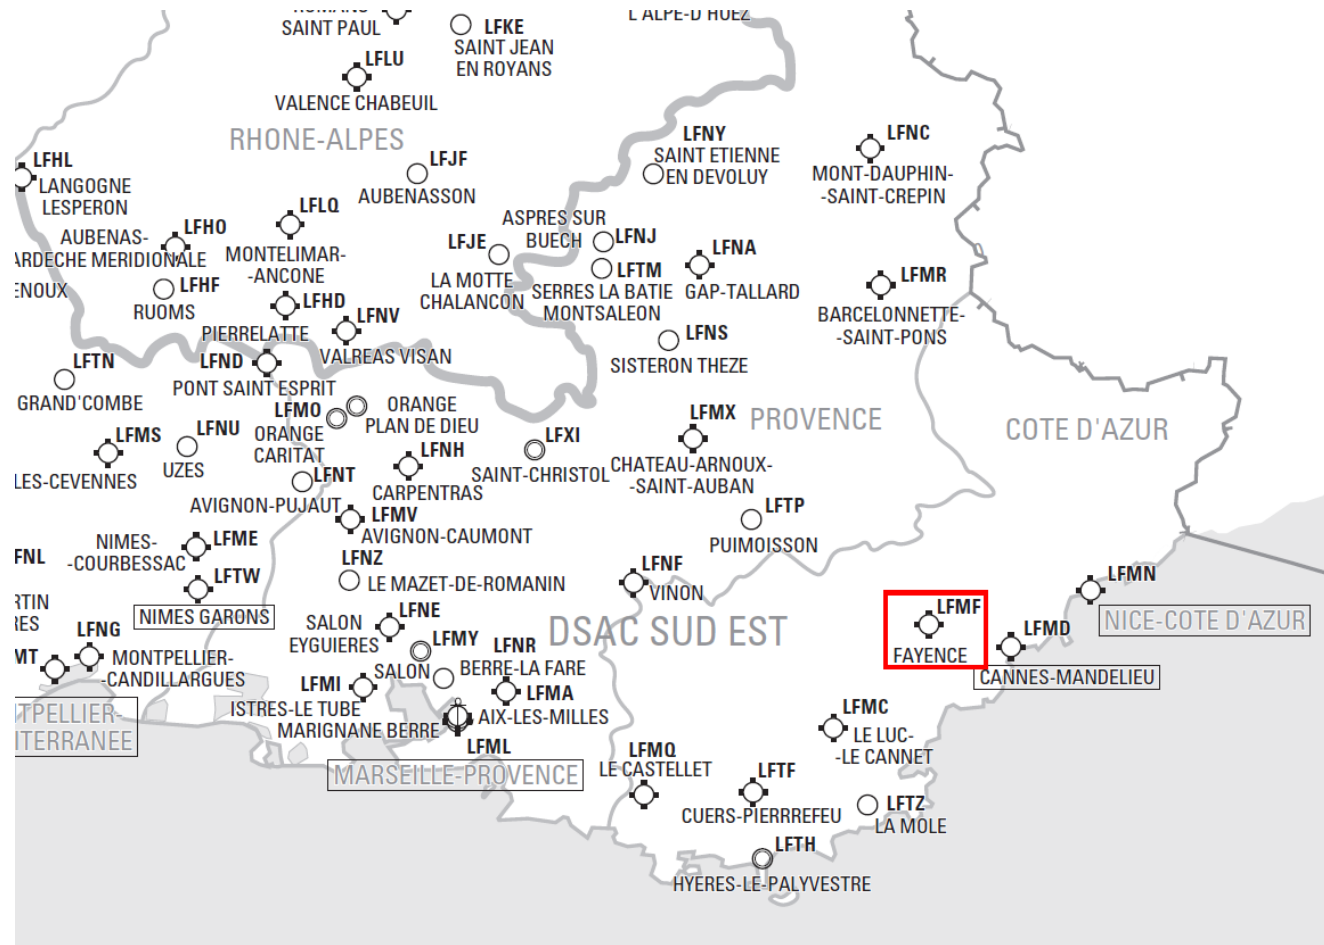 SAINT PAUL
LFKE
SAINT JEAN
EN ROYANS
L'ALPE-D'HUEZ
LFLU
VALENCE CHABEUIL
RHONE-ALPES
LFHL
LANGOGNE
LESPERON
LFJF
AUBENASSON
LFNY
SAINT ETIENNE
EN DEVOLUY
LFNC
MONT-DAUPHIN-
-SAINT-CREPIN
LFHO
AUBENAS-
ARDECHE MERIDIONALE
LFLQ
MONTELIMAR-
-ANCONE
LFJE
LA MOTTE
CHALANCON
ASPRES SUR
BUECH
LFNJ
LFTM
SERRES LA BATIE
MONTSALEON
LFNA
GAP-TALLARD
LFMR
BARCELONNETTE-
-SAINT-PONS
ENOUX
LFHF
RUOMS
LFHD
PIERRELATTE
LFNV
VALREAS VISAN
LFNS
SISTERON THEZE
LFTN
GRAND'COMBE
LFND
PONT SAINT ESPRIT
LFMO
ORANGE
CARITAT
ORANGE
PLAN DE DIEU
LFMX
CHATEAU-ARNOUX-
-SAINT-AUBAN
PROVENCE
COTE D'AZUR
LFMS
LES-CEVENNES
LFNU
UZES
LFNT
AVIGNON-PUJAUT
LFNH
CARPENTRAS
LFXI
SAINT-CHRISTOL
LFMV
AVIGNON-CAUMONT
LFTP
PUIMOISSON
FNL
NIMES-
-COURBESSAC
LFME
LFTW
NIMES GARONS
LFNZ
LE MAZET-DE-ROMANIN
LFNF
VINON
LFMN
NICE-COTE D'AZUR
RTIN
RES
LFNG
MONTPELLIER-
-CANDILLARGUES
MT
TPELLIER-
ITERRANEE
SALON
EYGUIERES
LFNE
LFMY
SALON
LFNR
BERRE-LA FARE
DSAC SUD EST
LFMF
FAYENCE
LFMD
CANNES-MANDELIEU
LFMI
ISTRES-LE TUBE
LFMA
AIX-LES-MILLES
MARIGNANE BERRE
LFML
MARSEILLE-PROVENCE
LFMC
LE LUC-
-LE CANNET
LFMQ
LE CASTELLET
LFTF
CUERS-PIERRREFEU
LFTZ
LA MOLE
LFTH
HYERES-LE-PALYVESTRE